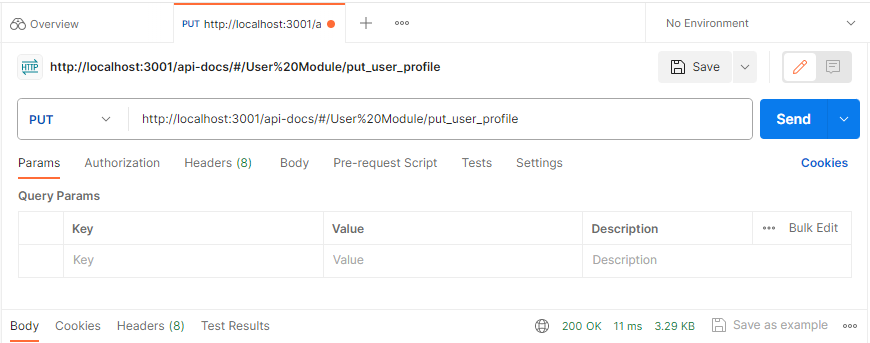 Overview
PUT http://localhost:3001/a
No Environment
HTTP http://localhost:3001/api-docs/#/User%20Module/put_user_profile
Save
PUT http://localhost:3001/api-docs/#/User%20Module/put_user_profile
Send
Params Authorization Headers (8) Body Pre-request Script Tests Settings Cookies
Query Params
Key Value Description Bulk Edit
Key Value Description
Body Cookies Headers (8) Test Results 200 OK 11 ms 3.29 KB Save as example